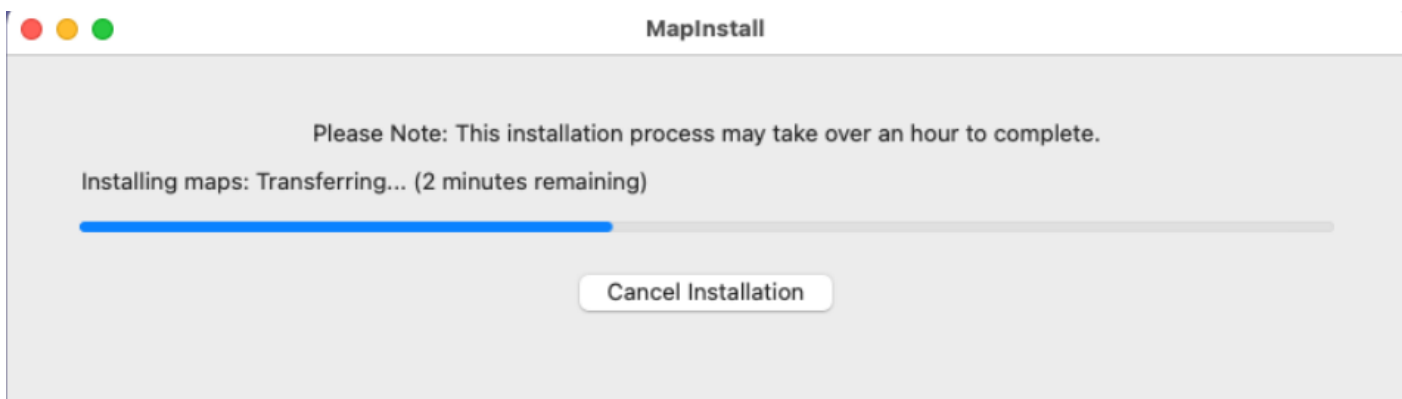 MapInstall
Please Note: This installation process may take over an hour to complete.
Installing maps: Transferring... (2 minutes remaining)
Cancel Installation